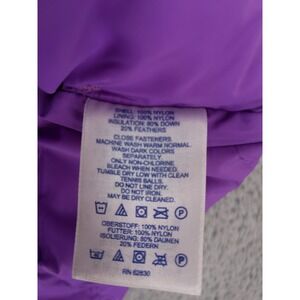 SHELL: 100% NYLON
LINING: 100% NYLON
INSULATION: 80% DOWN
20% FEATHERS
CLOSE FASTENERS
MACHINE WASH WARM NORMAL
WASH DARK COLORS
SEPARATELY.
ONLY NON-CHLORINE
BLEACH WHEN NEEDED.
TUMBLE DRY LOW WITH CLEAN
TENNIS BALLS.
DO NOT LINE DRY.
DO NOT IRON.
MAY BE DRY CLEANED.
OBERSTOFF: 100% NYLON
FUTTER: 100% NYLON
ISOLIERUNG: 80% DAUNEN
20% FEDERN
RN 62830